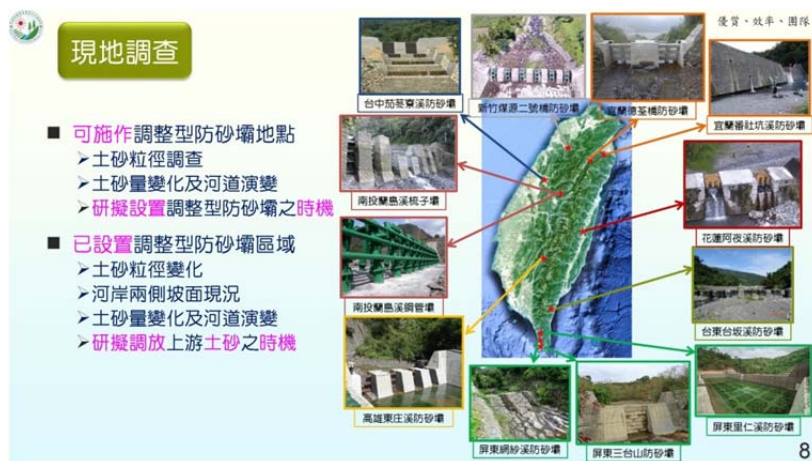 優質、效率、團隊
現地調查
■ 可施作調整型防砂壩地點
➢土砂粒徑調查
➢土砂量變化及河道演變
➢研擬設置調整型防砂壩之時機
■ 已設置調整型防砂壩區域
➢土砂粒徑變化
➢河岸兩側坡面現況
➢土砂量變化及河道演變
➢研擬調放上游土砂之時機
台中茄苳寮溪防砂壩
新竹煤源二號橋防砂壩
宜蘭德荃橋防砂壩
宜蘭番社坑溪防砂壩
南投蘭島溪梳子壩
花蓮阿夜溪防砂壩
南投蘭島溪鋼管壩
台東台坂溪防砂壩
高雄東庄溪防砂壩
屏東網紗溪防砂壩
屏東三台山防砂壩
屏東里仁溪防砂壩
8